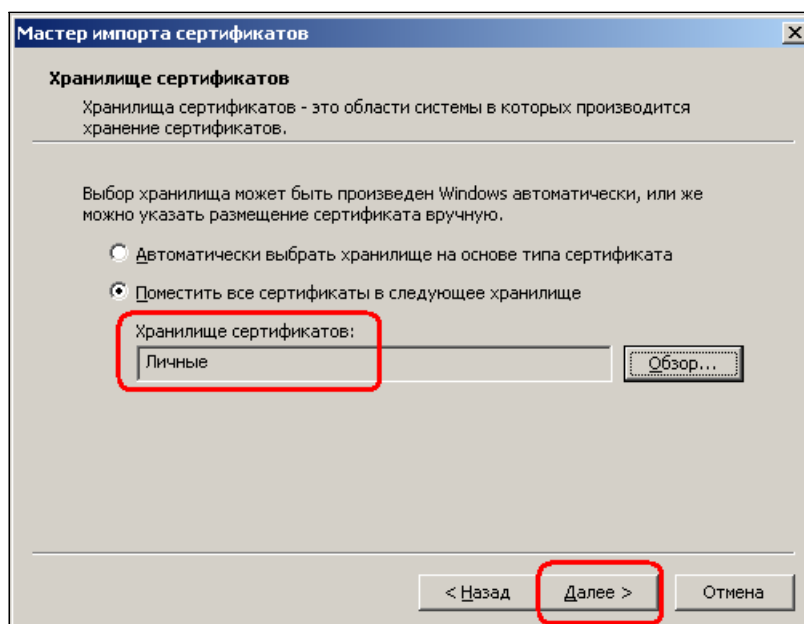 Мастер импорта сертификатов
Хранилище сертификатов
Хранилища сертификатов - это области системы в которых производится
хранение сертификатов.
Выбор хранилища может быть произведен Windows автоматически, или же
можно указать размещение сертификата вручную.
Автоматически выбрать хранилище на основе типа сертификата
Поместить все сертификаты в следующее хранилище
Хранилище сертификатов:
Личные
Обзор...
< Назад
Далее >
Отмена